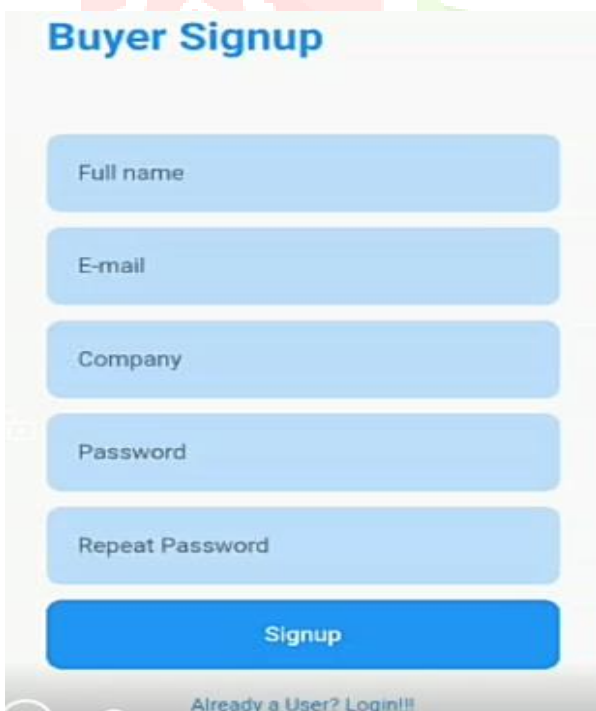 Buyer Signup
Full name
E-mail
Company
Password
Repeat Password
Signup
Already a User? Login!!!